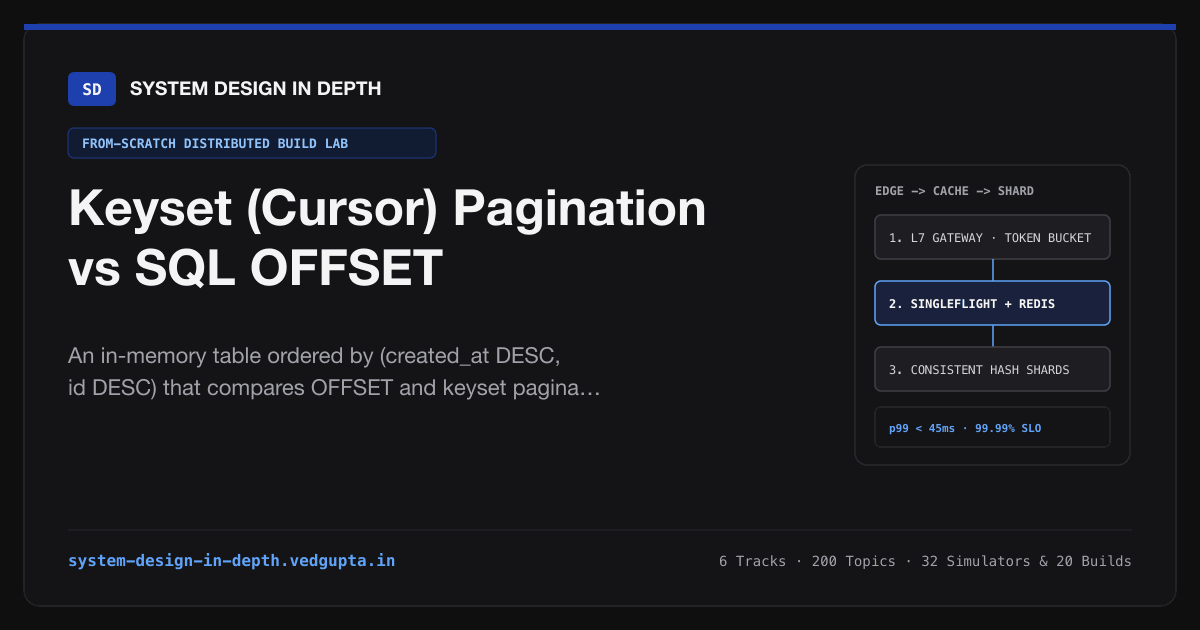 SD
SYSTEM DESIGN IN DEPTH
FROM-SCRATCH DISTRIBUTED BUILD LAB
Keyset (Cursor) Pagination
vs SQL OFFSET
An in-memory table ordered by (created_at DESC,
id DESC) that compares OFFSET and keyset pagina…
EDGE -> CACHE -> SHARD
1. L7 GATEWAY · TOKEN BUCKET
2. SINGLEFLIGHT + REDIS
3. CONSISTENT HASH SHARDS
p99 < 45ms · 99.99% SLO
system-design-in-depth.vedgupta.in
6 Tracks · 200 Topics · 32 Simulators & 20 Builds